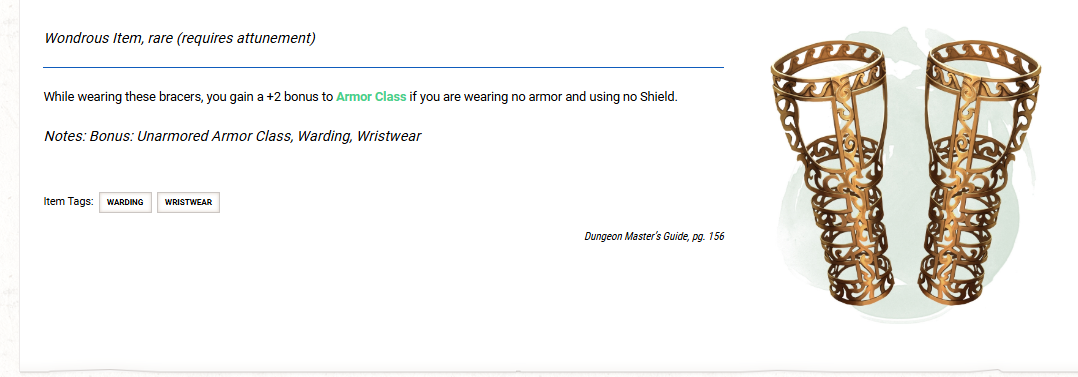 Wondrous Item, rare (requires attunement)
While wearing these bracers, you gain a +2 bonus to Armor Class if you are wearing no armor and using no Shield.
Notes: Bonus: Unarmored Armor Class, Warding, Wristwear
Item Tags: WARDING WRISTWEAR
Dungeon Master's Guide, pg. 156